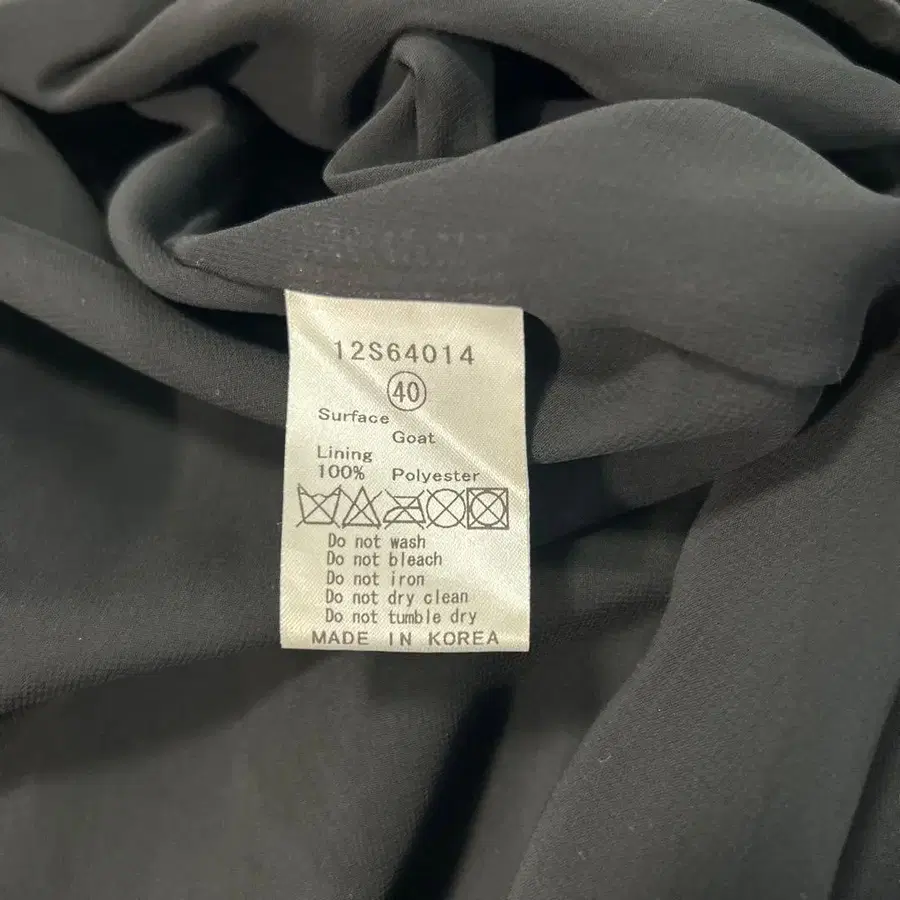 12S64014
40
Surface
Goat
Lining
100% Polyester
Do not wash
Do not bleach
Do not iron
Do not dry clean
Do not tumble dry
MADE IN KOREA